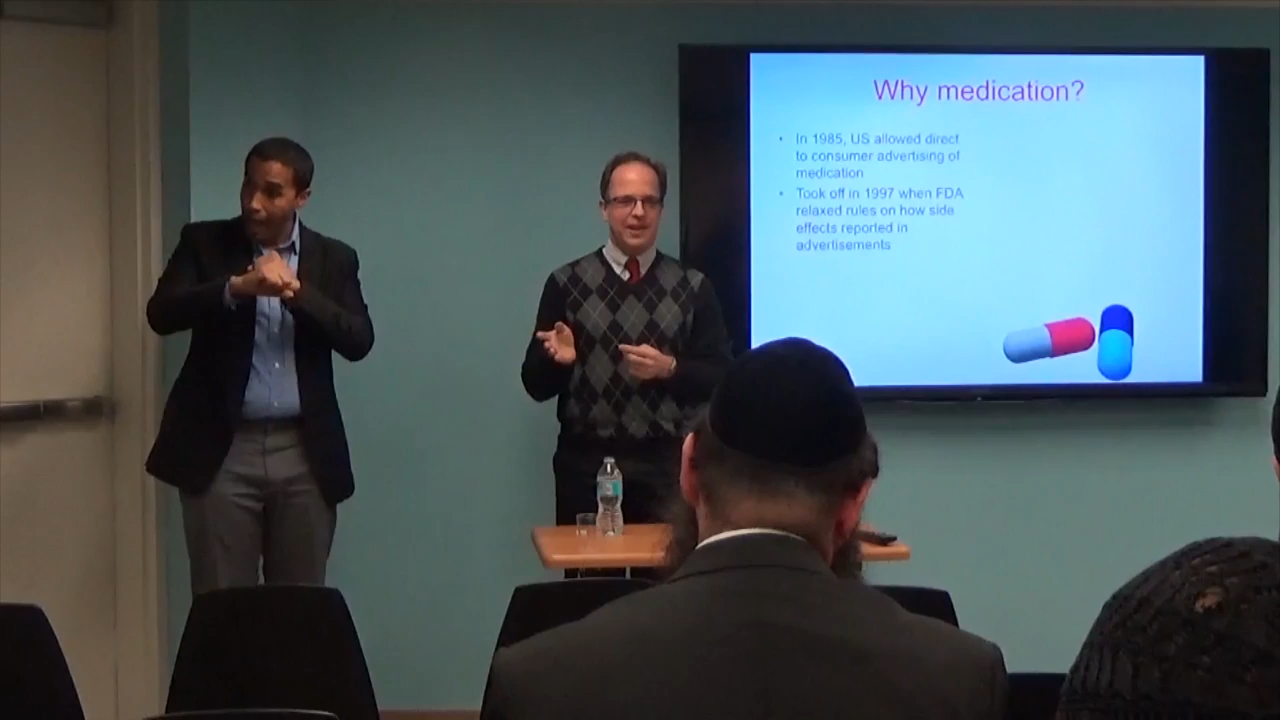 Why medication?
• In 1985, US allowed direct
to consumer advertising of
medication
• Took off in 1997 when FDA
relaxed rules on how side
effects reported in
advertisements